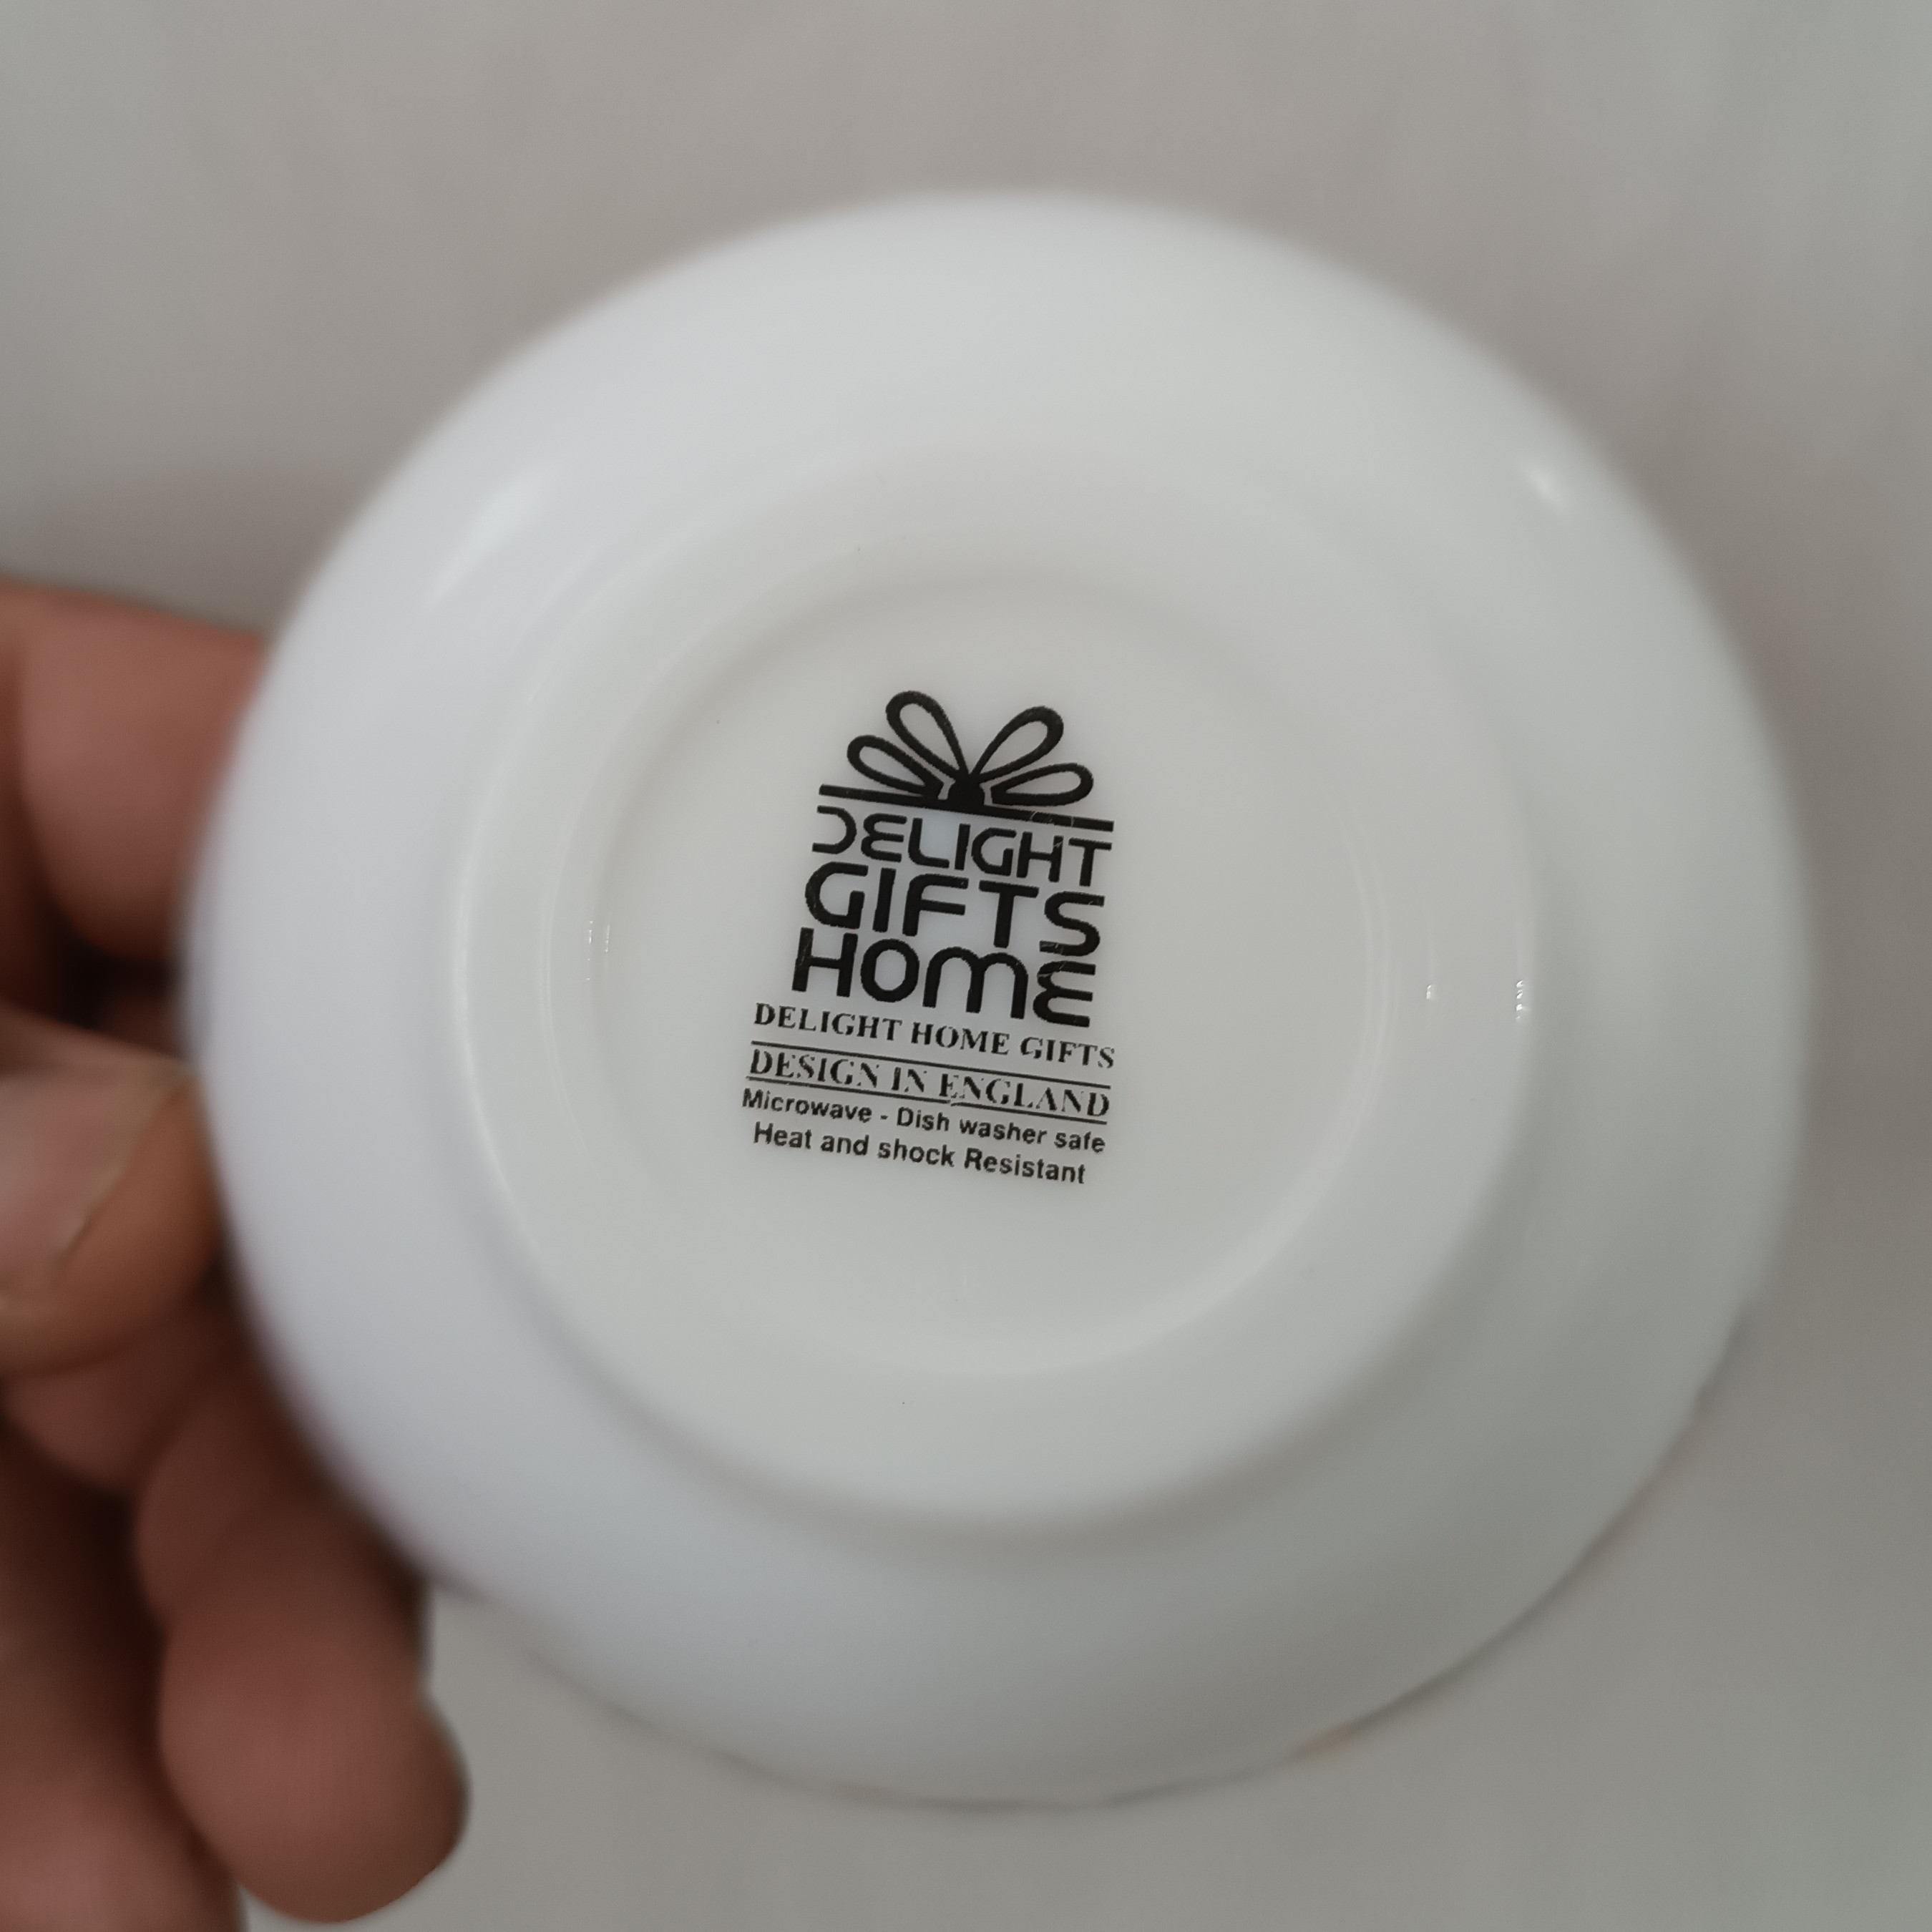 DELIGHT
GIFTS
HOME
DELIGHT HOME GIFTS
DESIGN IN ENGLAND
Microwave - Dish washer safe
Heat and shock Resistant